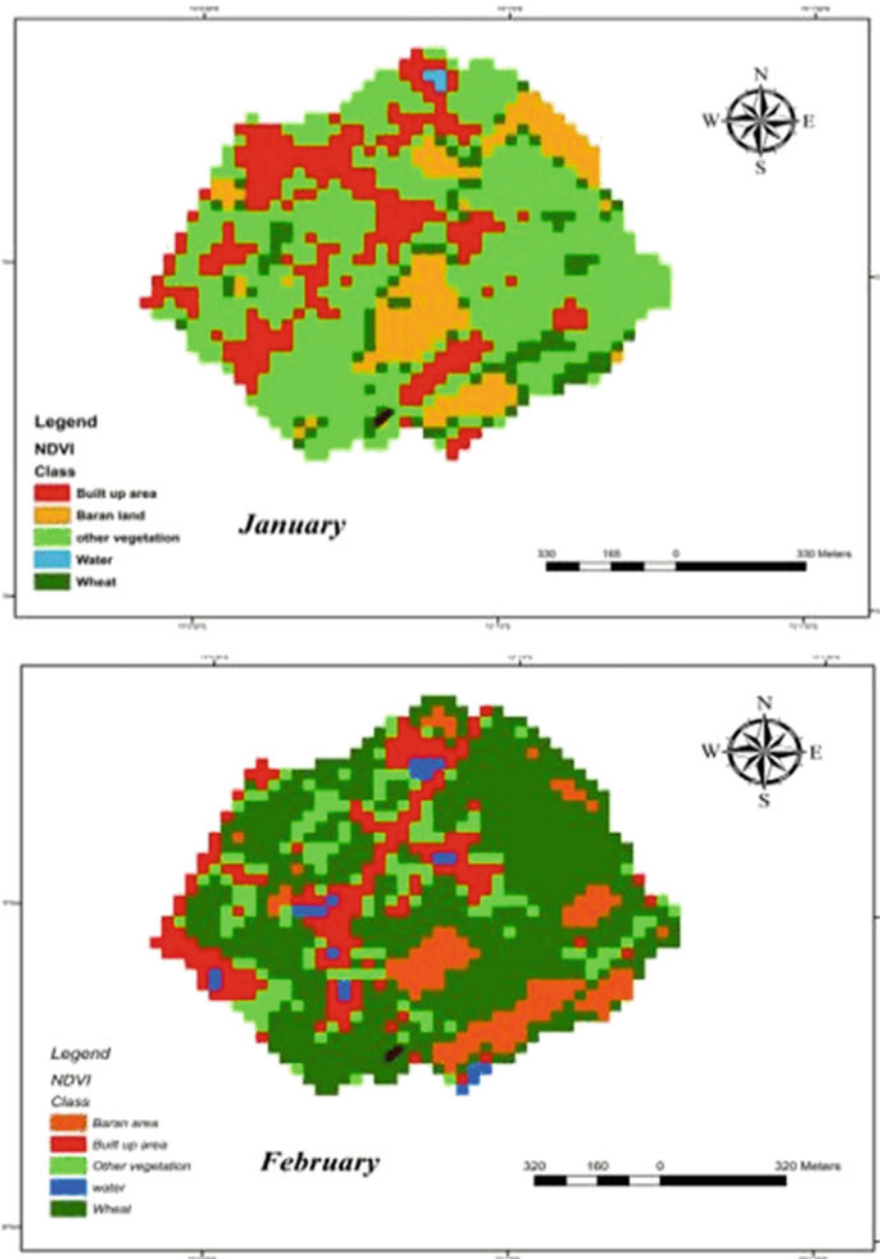 N
W E
S
Legend
NDVI
Class
Built up area
Baran land
other vegetation
Water
Wheat
January
330 165 0 330 Meters
N
W E
S
Legend
NDVI
Class
Baran area
Built up area
Other vegetation
water
Wheat
February
320 160 0 320 Meters